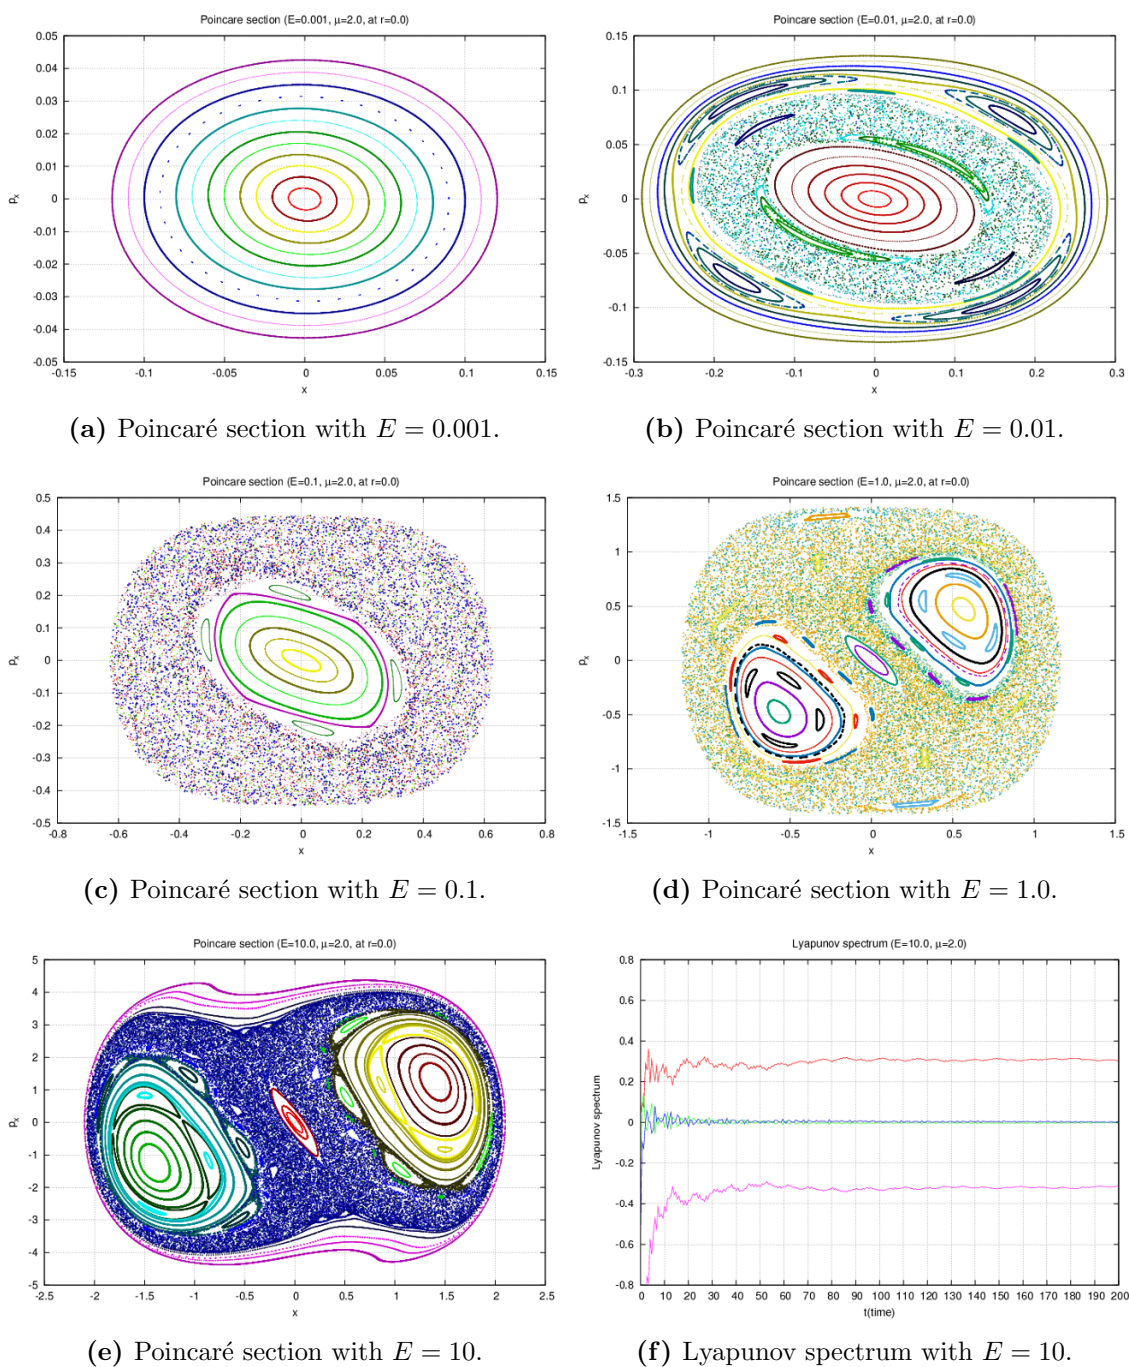 Poincare section (E=0.001, μ=2.0, at r=0.0)
0.05
0.04
0.03
0.02
0.01
0
-0.01
-0.02
-0.03
-0.04
-0.05
p_x
-0.15 -0.1 -0.05 0 0.05 0.1 0.15
x
(a) Poincaré section with E = 0.001.
Poincare section (E=0.01, μ=2.0, at r=0.0)
0.15
0.1
0.05
0
-0.05
-0.1
-0.15
p_x
-0.3 -0.2 -0.1 0 0.1 0.2 0.3
x
(b) Poincaré section with E = 0.01.
Poincare section (E=0.1, μ=2.0, at r=0.0)
0.5
0.4
0.3
0.2
0.1
0
-0.1
-0.2
-0.3
-0.4
-0.5
p_x
-0.8 -0.6 -0.4 -0.2 0 0.2 0.4 0.6 0.8
x
(c) Poincaré section with E = 0.1.
Poincare section (E=1.0, μ=2.0, at r=0.0)
1.5
1
0.5
0
-0.5
-1
-1.5
p_x
-1.5 -1 -0.5 0 0.5 1 1.5
x
(d) Poincaré section with E = 1.0.
Poincare section (E=10.0, μ=2.0, at r=0.0)
5
4
3
2
1
0
-1
-2
-3
-4
-5
p_x
-2.5 -2 -1.5 -1 -0.5 0 0.5 1 1.5 2 2.5
x
(e) Poincaré section with E = 10.
Lyapunov spectrum (E=10.0, μ=2.0)
0.8
0.6
0.4
0.2
0
-0.2
-0.4
-0.6
-0.8
Lyapunov spectrum
0 10 20 30 40 50 60 70 80 90 100 110 120 130 140 150 160 170 180 190 200
t(time)
(f) Lyapunov spectrum with E = 10.